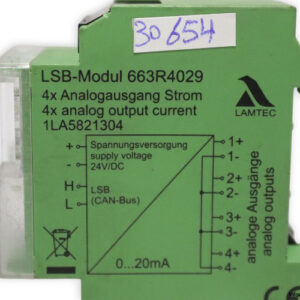 30654
LSB-Modul 663R4029
4x Analogausgang Strom
4x analog output current
1LA5821304
LAMTEC
+
-
Spannungsversorgung
supply voltage
24V/DC
H
L
LSB
(CAN-Bus)
0...20mA
1+
1-
2+
2-
3+
3-
4+
4-
analoge Ausgänge
analog outputs
CE